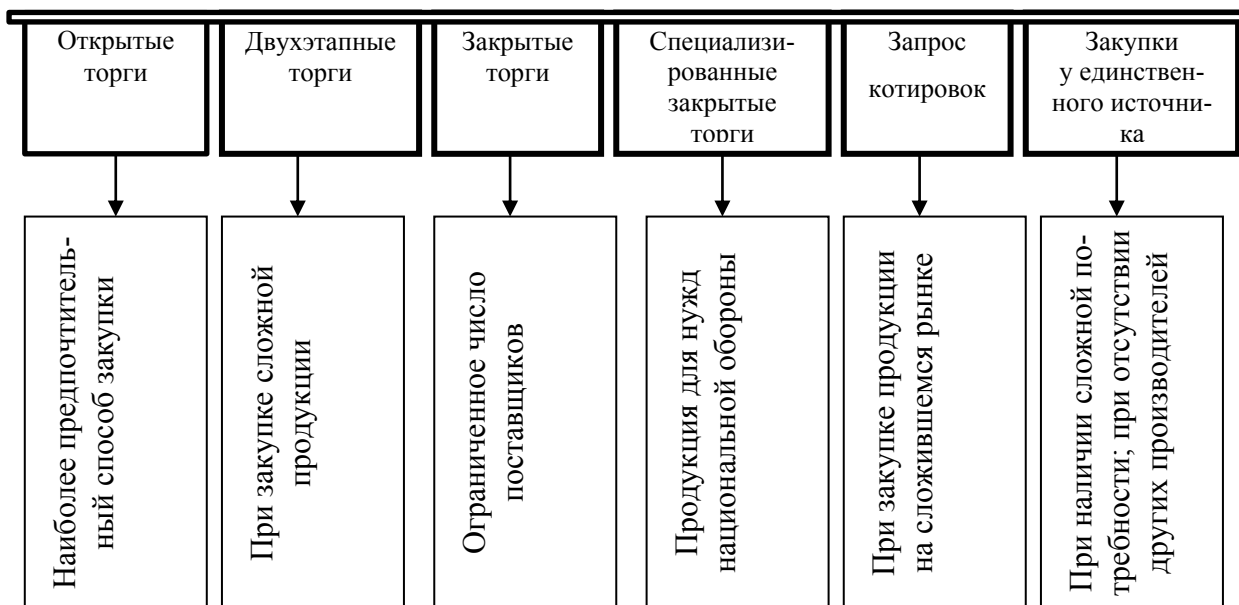 Открытые
торги
Двухэтапные
торги
Закрытые
торги
Специализи-
рованные
закрытые
торги
Запрос
котировок
Закупки
у единствен-
ного источни-
ка
Наиболее предпочтитель-
ный способ закупки
При закупке сложной
продукции
Ограниченное число
поставщиков
Продукция для нужд
национальной обороны
При закупке продукции
на сложившемся рынке
При наличии сложной по-
требности; при отсутствии
других производителей